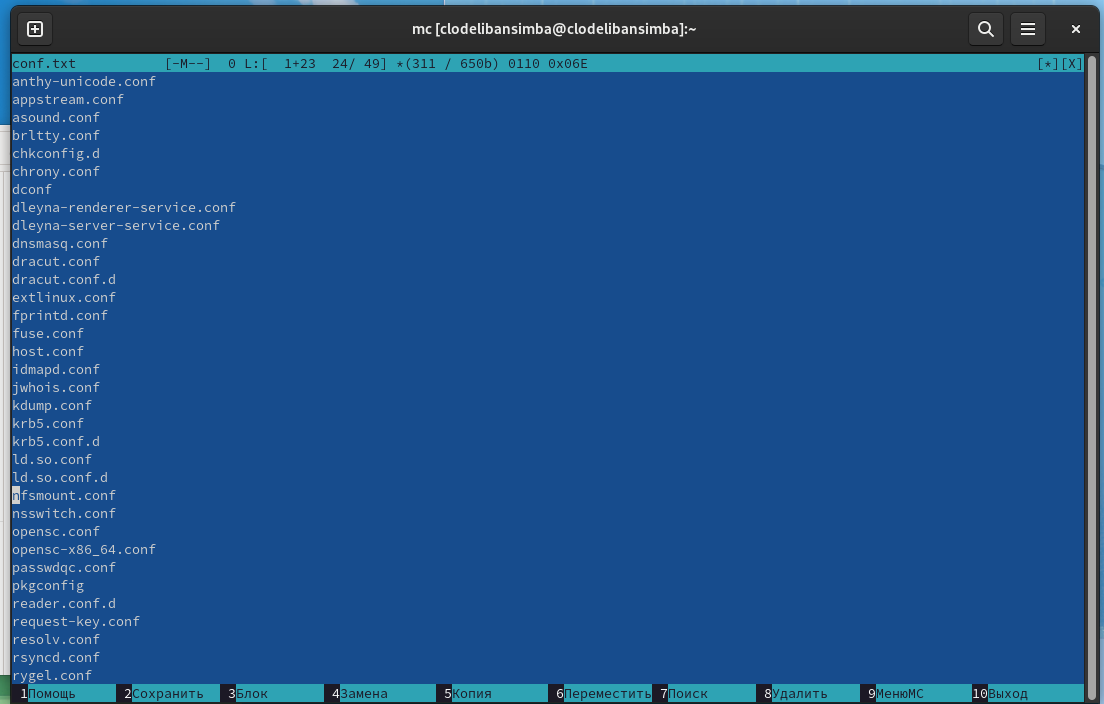 mc [clodelibansimba@clodelibansimba]:~
conf.txt [-M--] 0 L:[ 1+23 24/ 49] *(311 / 650b) 0110 0x06E [*][X]
anthy-unicode.conf
appstream.conf
asound.conf
brltty.conf
chkconfig.d
chrony.conf
dconf
dleyna-renderer-service.conf
dleyna-server-service.conf
dnsmasq.conf
dracut.conf
dracut.conf.d
extlinux.conf
fprintd.conf
fuse.conf
host.conf
idmapd.conf
jwhois.conf
kdump.conf
krb5.conf
krb5.conf.d
ld.so.conf
ld.so.conf.d
nfsmount.conf
nsswitch.conf
opensc.conf
opensc-x86_64.conf
passwdqc.conf
pkgconfig
reader.conf.d
request-key.conf
resolv.conf
rsyncd.conf
rygel.conf
1Помощь 2Сохранить 3Блок 4Замена 5Копия 6Переместить 7Поиск 8Удалить 9МенюMC 10Выход